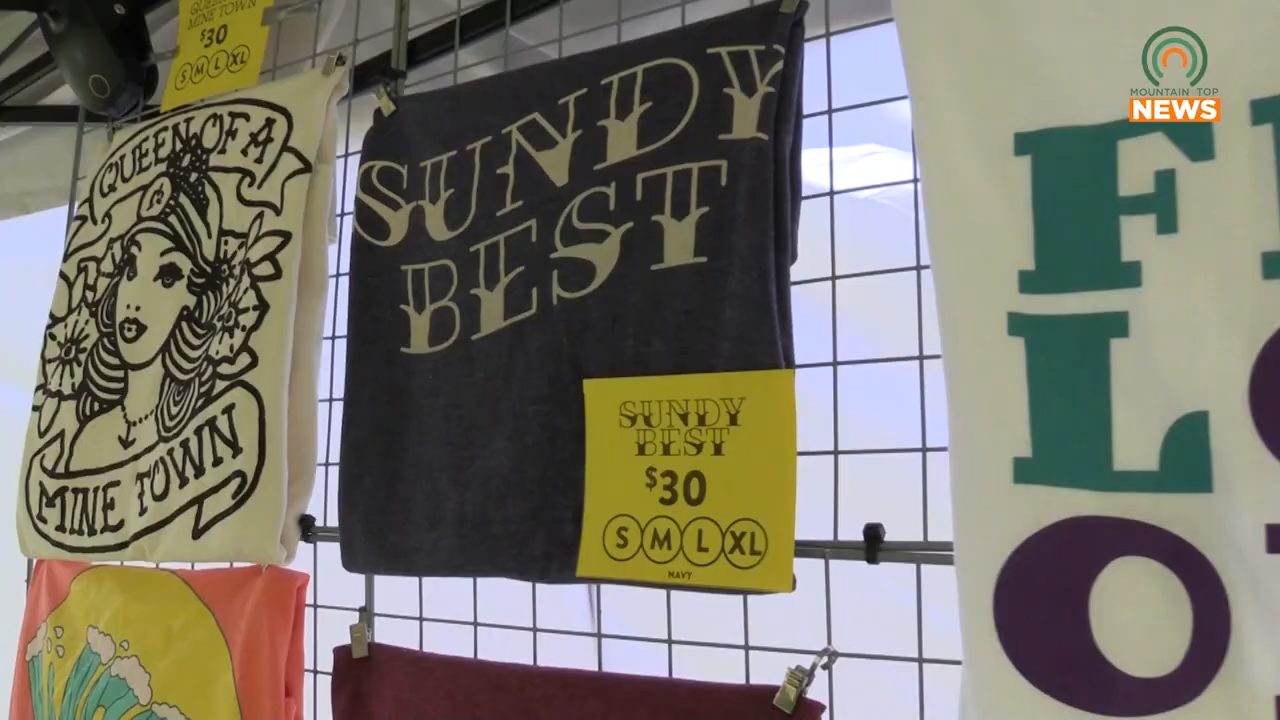 QUEEN OF A
MINE TOWN
MINE TOWN
$30
S M L XL
SUNDY
BEST
SUNDY
BEST
$30
S M L XL
NAVY
F
L
O
MOUNTAIN TOP
NEWS